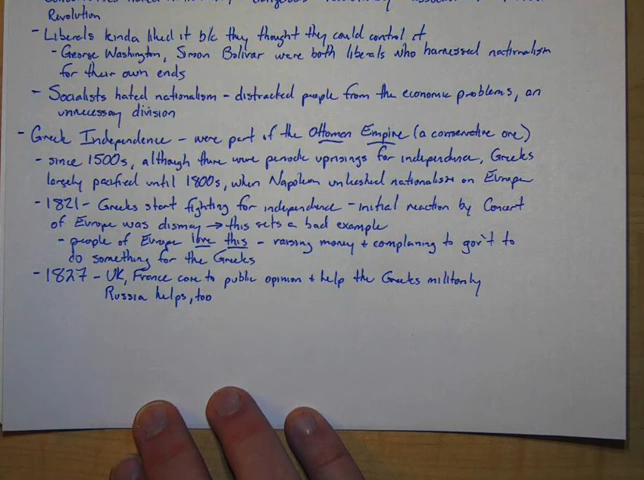 Revolution
- Liberals kinda liked it b/c they thought they could control it
- George Washington, Simon Bolivar were both liberals who harnessed nationalism
for their own ends
- Socialists hated nationalism - distracted people from the economic problems, an
unnecessary division
- Greek Independence - were part of the Ottoman Empire (a conservative one)
- since 1500s, although there were periodic uprisings for independence, Greeks
largely pacified until 1800s, when Napoleon unleashed nationalism on Europe
- 1821 - Greeks start fighting for independence - initial reaction by Concert
of Europe was dismay → this sets a bad example
- people of Europe love this - raising money + complaining to gov't to
do something for the Greeks
- 1827 - UK, France cave to public opinion + help the Greeks militarily
Russia helps, too